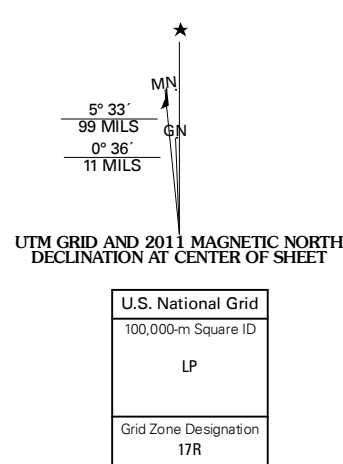 MN
5° 33´
99 MILS
GN
0° 36´
11 MILS
UTM GRID AND 2011 MAGNETIC NORTH
DECLINATION AT CENTER OF SHEET
U.S. National Grid
100,000-m Square ID
LP
Grid Zone Designation
17R